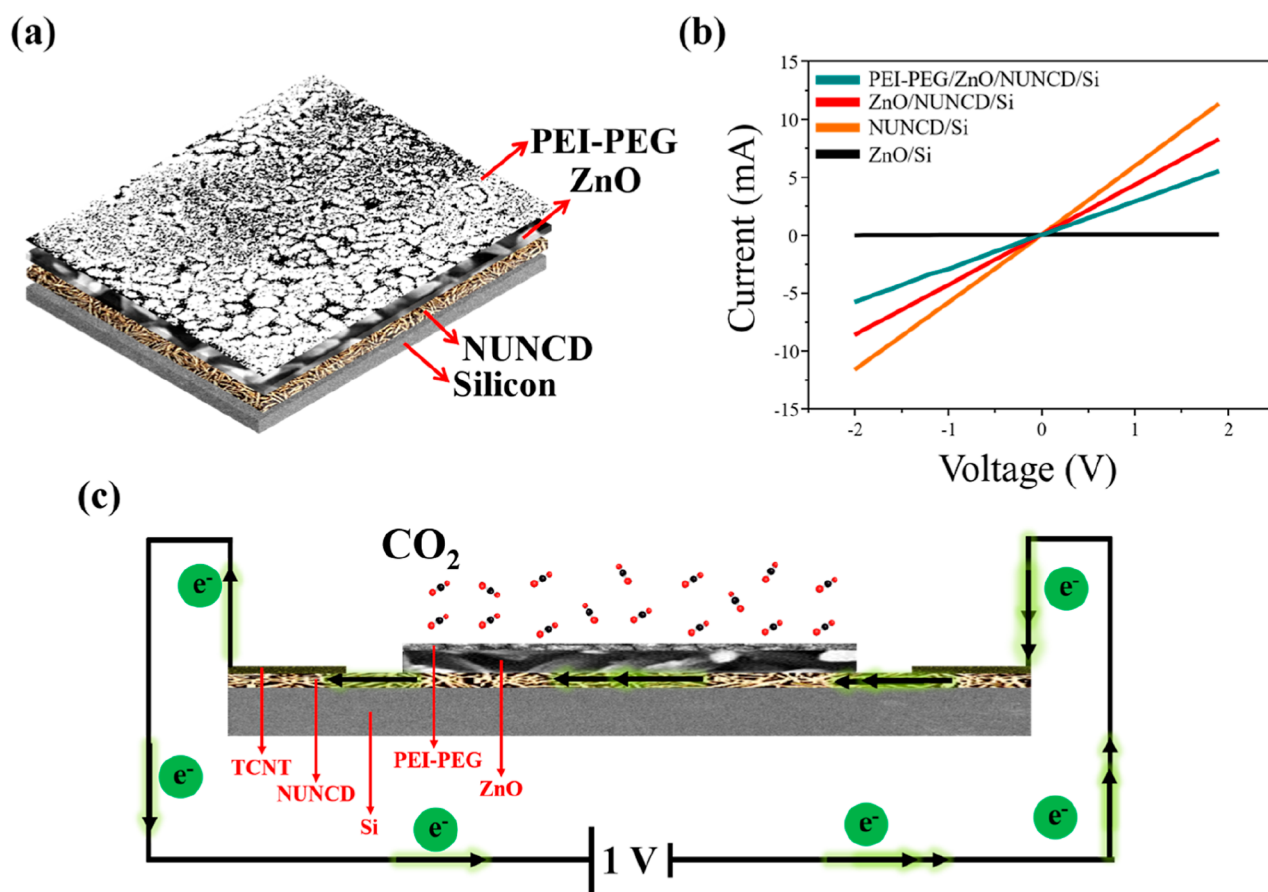 (a)
PEI-PEG
ZnO
NUNCD
Silicon
(b)
PEI-PEG/ZnO/NUNCD/Si
ZnO/NUNCD/Si
NUNCD/Si
ZnO/Si
15
10
5
0
-5
-10
-15
Current (mA)
-2
-1
0
1
2
Voltage (V)
(c)
CO₂
e⁻
e⁻
TCNT
NUNCD
Si
PEI-PEG
ZnO
e⁻
e⁻
1 V
e⁻
e⁻